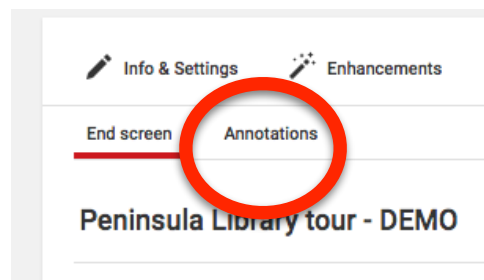 Info & Settings Enhancements
End screen Annotations
Peninsula Library tour - DEMO